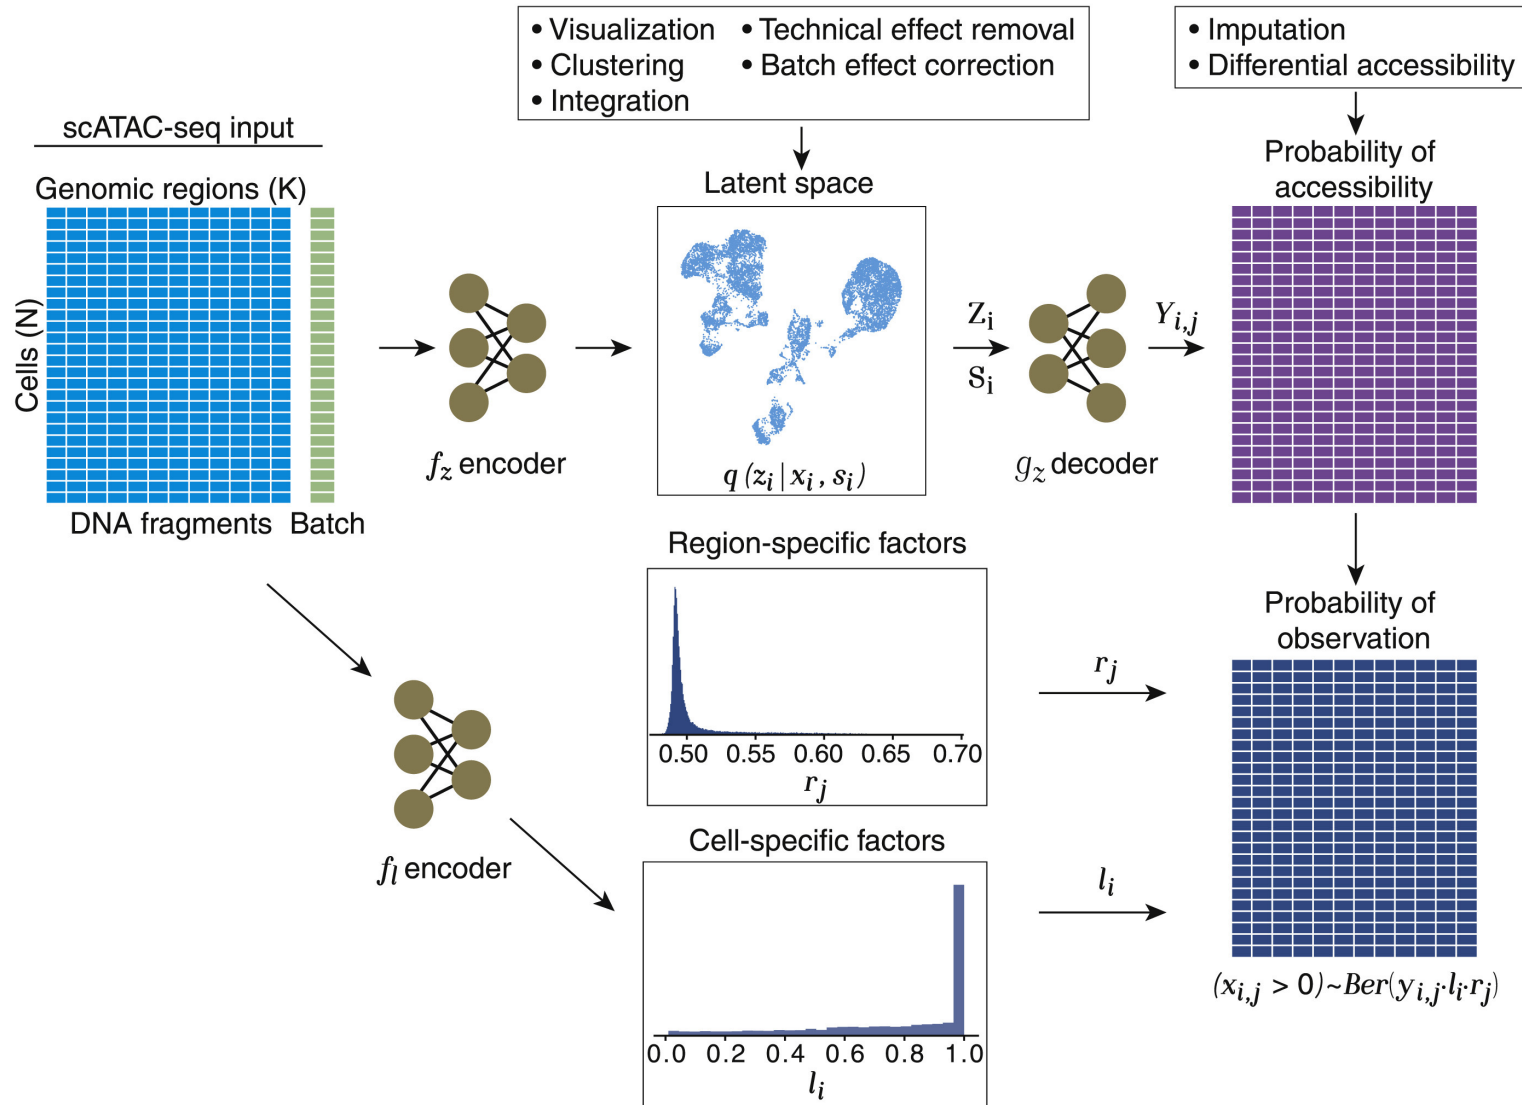 • Visualization • Technical effect removal
• Clustering • Batch effect correction
• Integration
• Imputation
• Differential accessibility
scATAC-seq input
Genomic regions (K)
Cells (N)
DNA fragments Batch
f_z encoder
Latent space
q (z_i | x_i , s_i)
Z_i
S_i
g_z decoder
Y_{i,j}
Probability of
accessibility
Region-specific factors
0.50 0.55 0.60 0.65 0.70
r_j
r_j
f_l encoder
Cell-specific factors
0.0 0.2 0.4 0.6 0.8 1.0
l_i
l_i
Probability of
observation
(x_{i,j} > 0)~Ber(y_{i,j}·l_i·r_j)